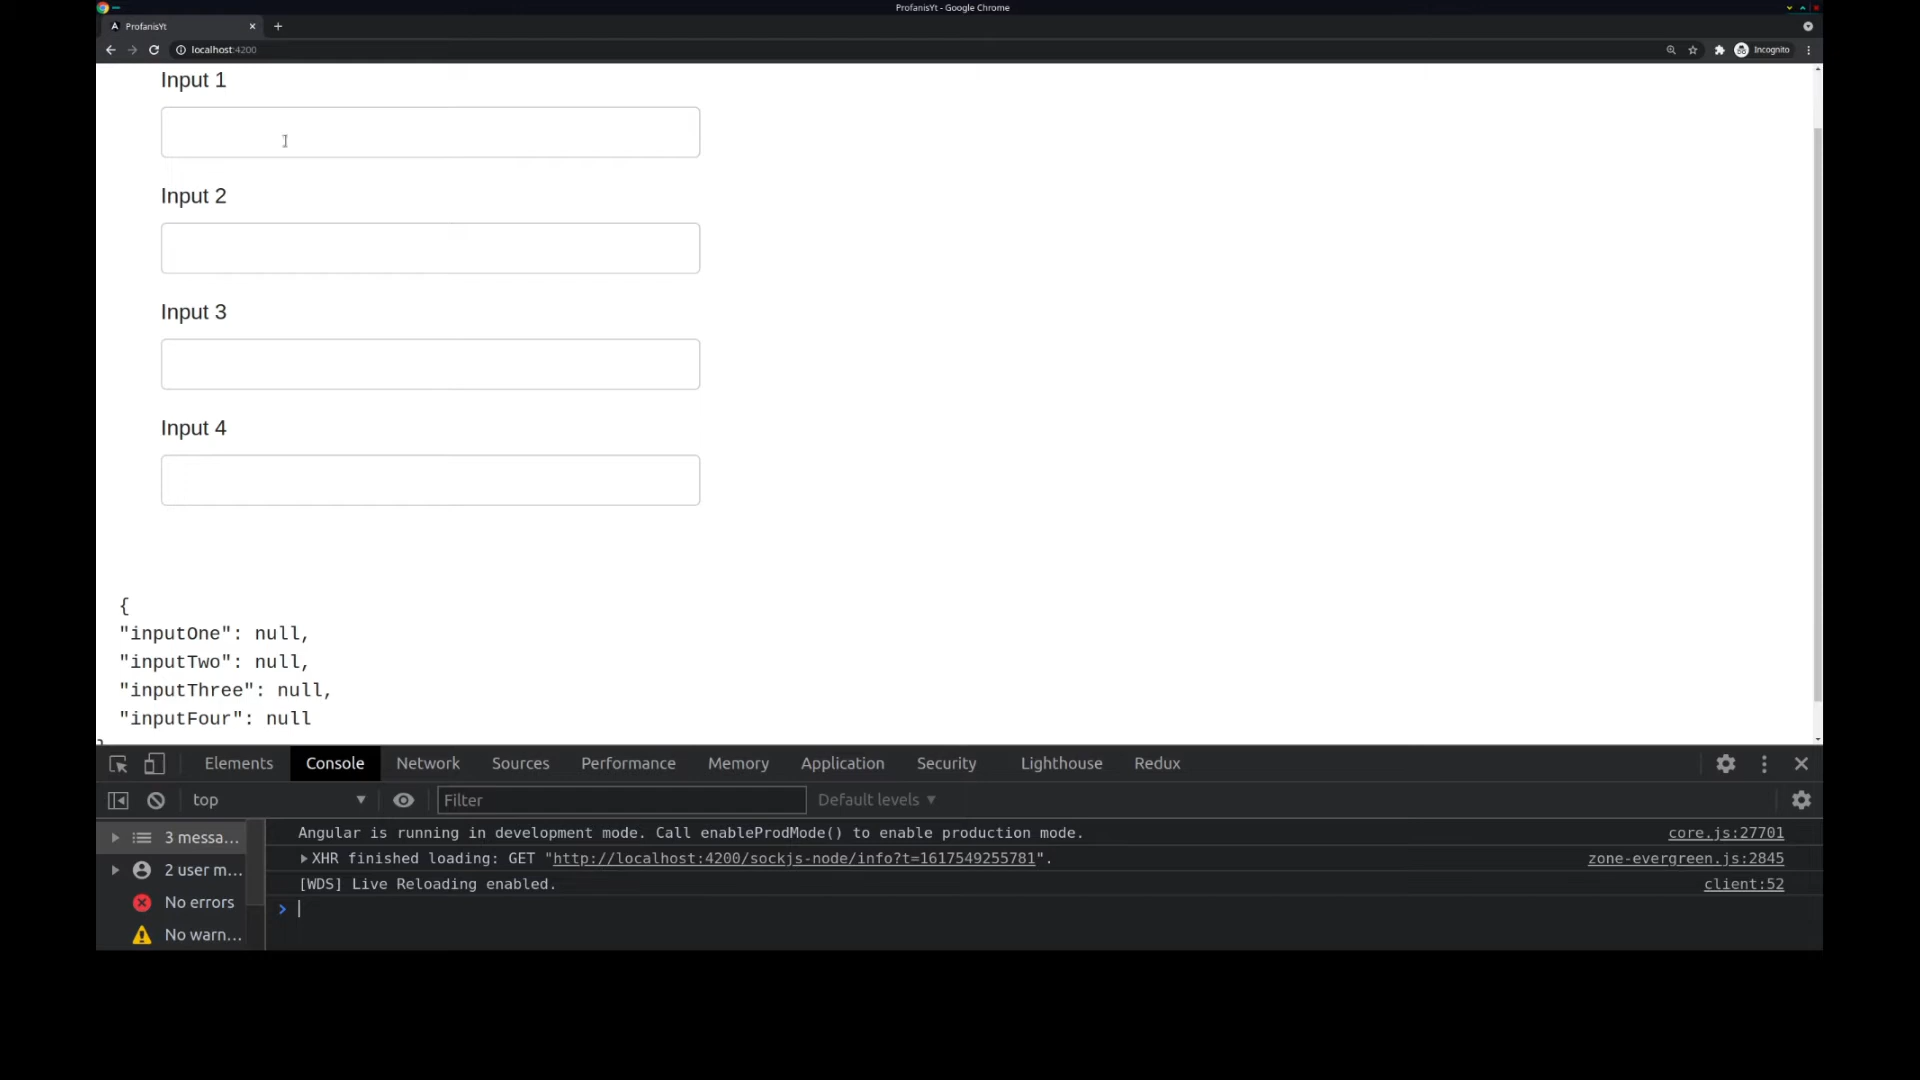 ProfanisYt - Google Chrome
ProfanisYt
localhost:4200
Incognito
Input 1
Input 2
Input 3
Input 4
{
"inputOne": null,
"inputTwo": null,
"inputThree": null,
"inputFour": null
Elements Console Network Sources Performance Memory Application Security Lighthouse Redux
top Filter Default levels
3 messa… Angular is running in development mode. Call enableProdMode() to enable production mode. core.js:27701
XHR finished loading: GET "http://localhost:4200/sockjs-node/info?t=1617549255781". zone-evergreen.js:2845
2 user m… [WDS] Live Reloading enabled. client:52
No errors
No warn…